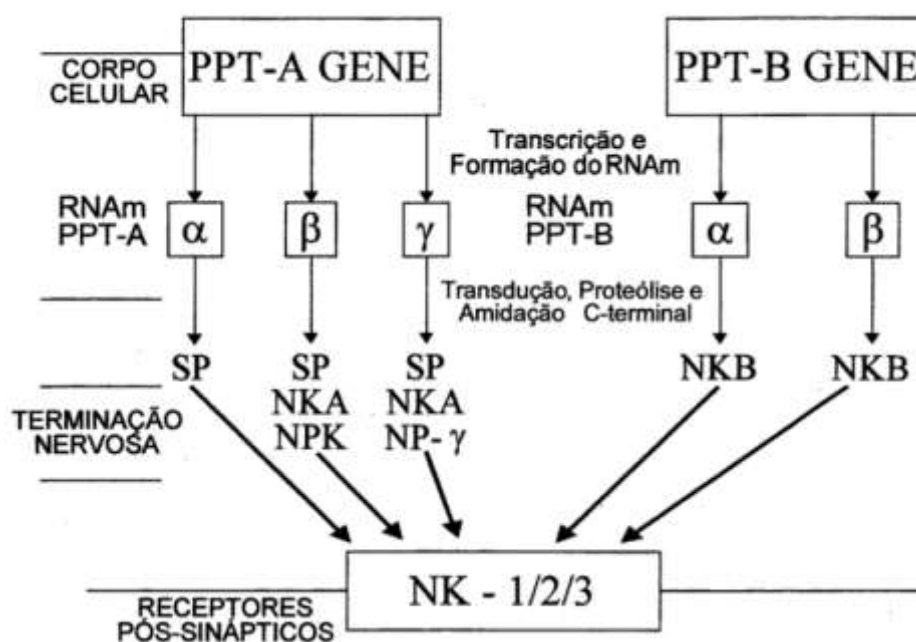 PPT-A GENE
PPT-B GENE
CORPO
CELULAR
Transcrição e
Formação do RNAm
RNAm
PPT-A
α
β
γ
RNAm
PPT-B
α
β
Transdução, Proteólise e
Amidação C-terminal
SP
SP
NKA
NPK
SP
NKA
NP- γ
NKB
NKB
TERMINAÇÃO
NERVOSA
NK - 1/2/3
RECEPTORES
PÓS-SINÁPTICOS